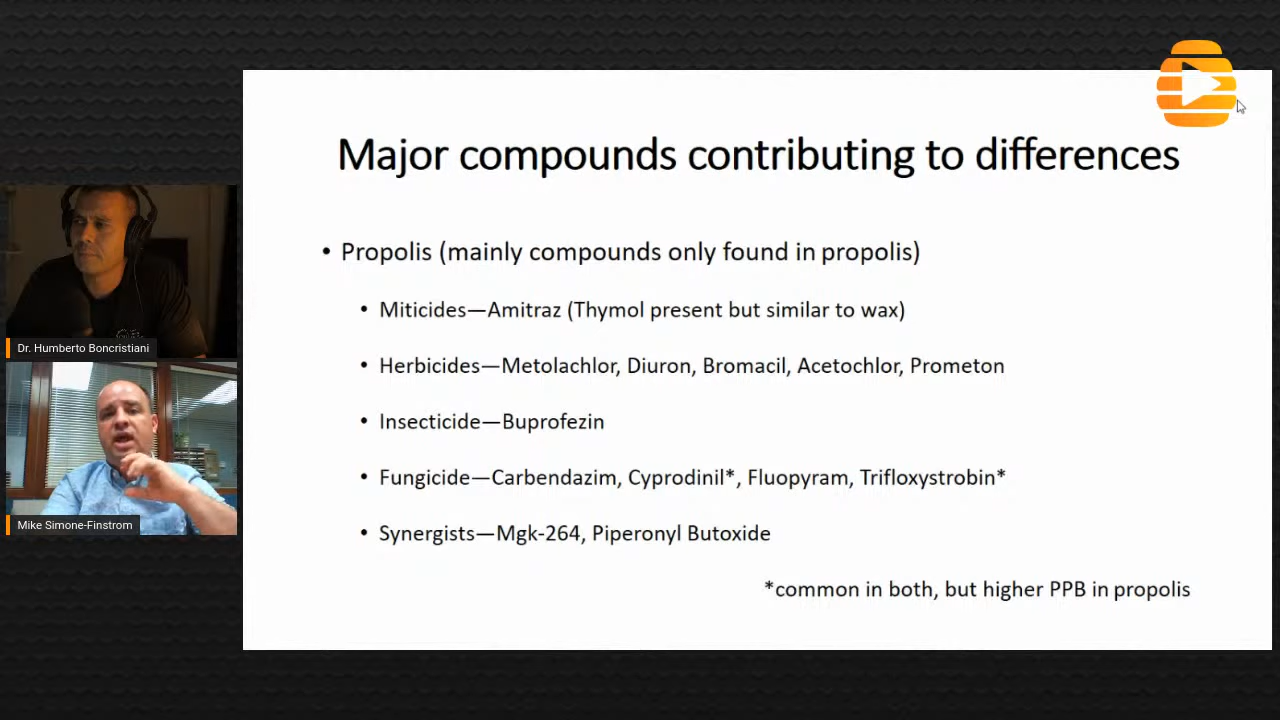 Major compounds contributing to differences
• Propolis (mainly compounds only found in propolis)
• Miticides—Amitraz (Thymol present but similar to wax)
• Herbicides—Metolachlor, Diuron, Bromacil, Acetochlor, Prometon
• Insecticide—Buprofezin
• Fungicide—Carbendazim, Cyprodinil*, Fluopyram, Trifloxystrobin*
• Synergists—Mgk-264, Piperonyl Butoxide
*common in both, but higher PPB in propolis
Dr. Humberto Boncristiani
Mike Simone-Finstrom